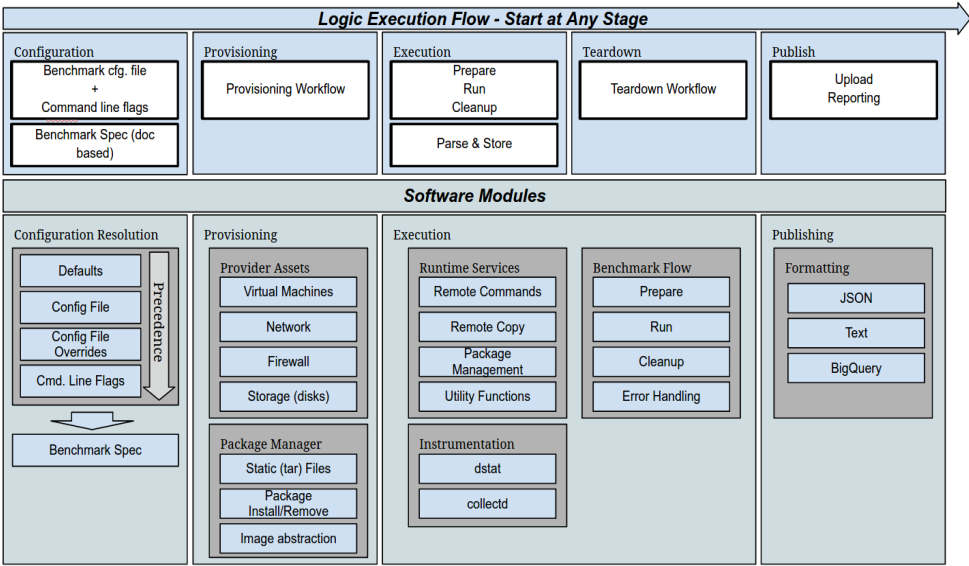 Logic Execution Flow - Start at Any Stage
Configuration
Benchmark cfg. file
+
Command line flags
Benchmark Spec (doc
based)
Provisioning
Provisioning Workflow
Execution
Prepare
Run
Cleanup
Parse & Store
Teardown
Teardown Workflow
Publish
Upload
Reporting
Software Modules
Configuration Resolution
Defaults
Config File
Config File
Overrides
Cmd. Line Flags
Precedence
Benchmark Spec
Provisioning
Provider Assets
Virtual Machines
Network
Firewall
Storage (disks)
Package Manager
Static (tar) Files
Package
Install/Remove
Image abstraction
Execution
Runtime Services
Remote Commands
Remote Copy
Package
Management
Utility Functions
Instrumentation
dstat
collectd
Benchmark Flow
Prepare
Run
Cleanup
Error Handling
Publishing
Formatting
JSON
Text
BigQuery